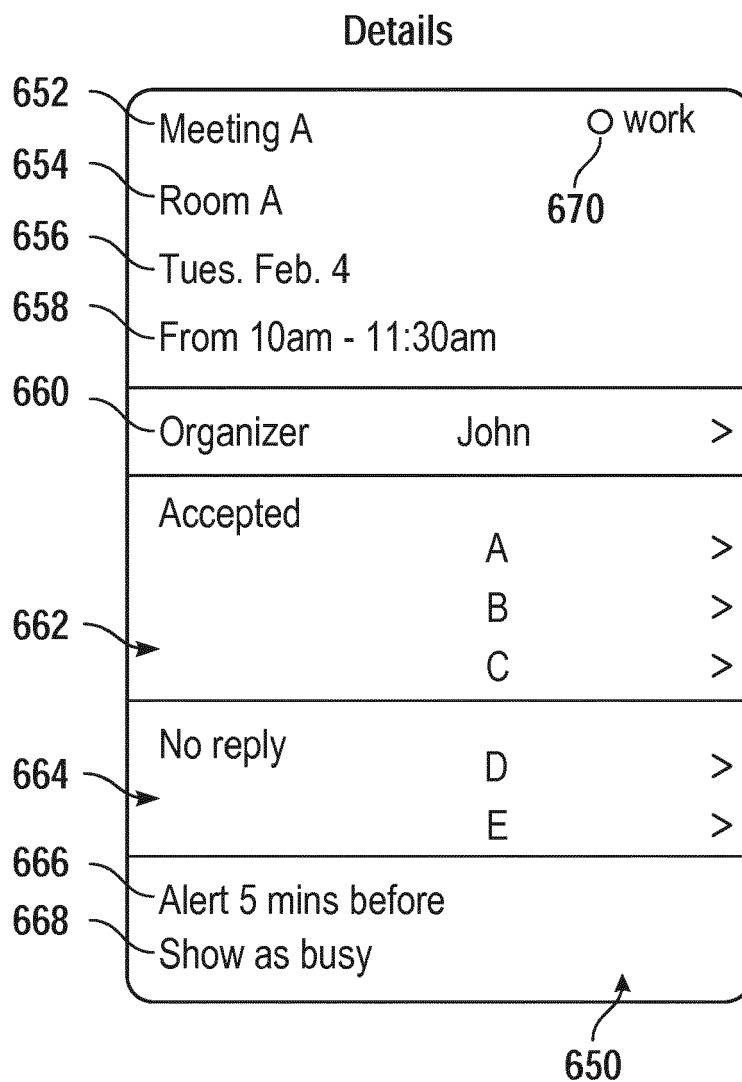 Details
652 Meeting A ○ work
654 Room A 670
656 Tues. Feb. 4
658 From 10am - 11:30am
660 Organizer John >
Accepted
A >
B >
662 C >
No reply
664 D >
E >
666 Alert 5 mins before
668 Show as busy
650